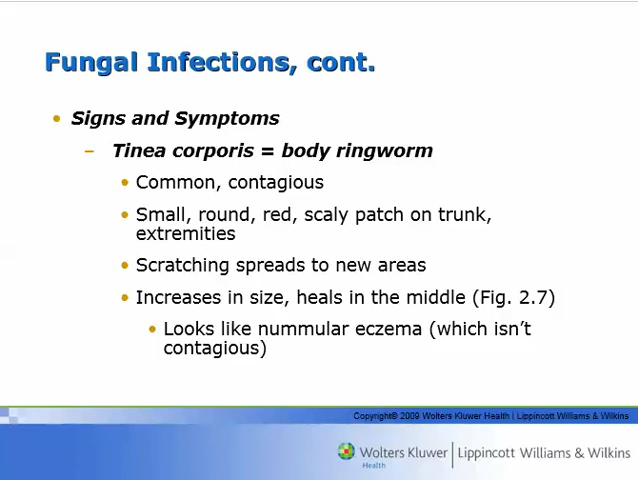 Fungal Infections, cont.
• Signs and Symptoms
– Tinea corporis = body ringworm
• Common, contagious
• Small, round, red, scaly patch on trunk,
extremities
• Scratching spreads to new areas
• Increases in size, heals in the middle (Fig. 2.7)
• Looks like nummular eczema (which isn't
contagious)
Copyright© 2009 Wolters Kluwer Health | Lippincott Williams & Wilkins
Wolters Kluwer | Lippincott Williams & Wilkins
Health